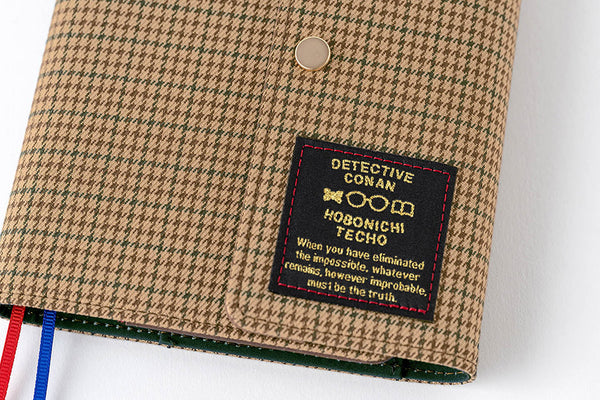 DETECTIVE
CONAN
HOBONICHI
TECHO
When you have eliminated
the impossible, whatever
remains, however improbable,
must be the truth.